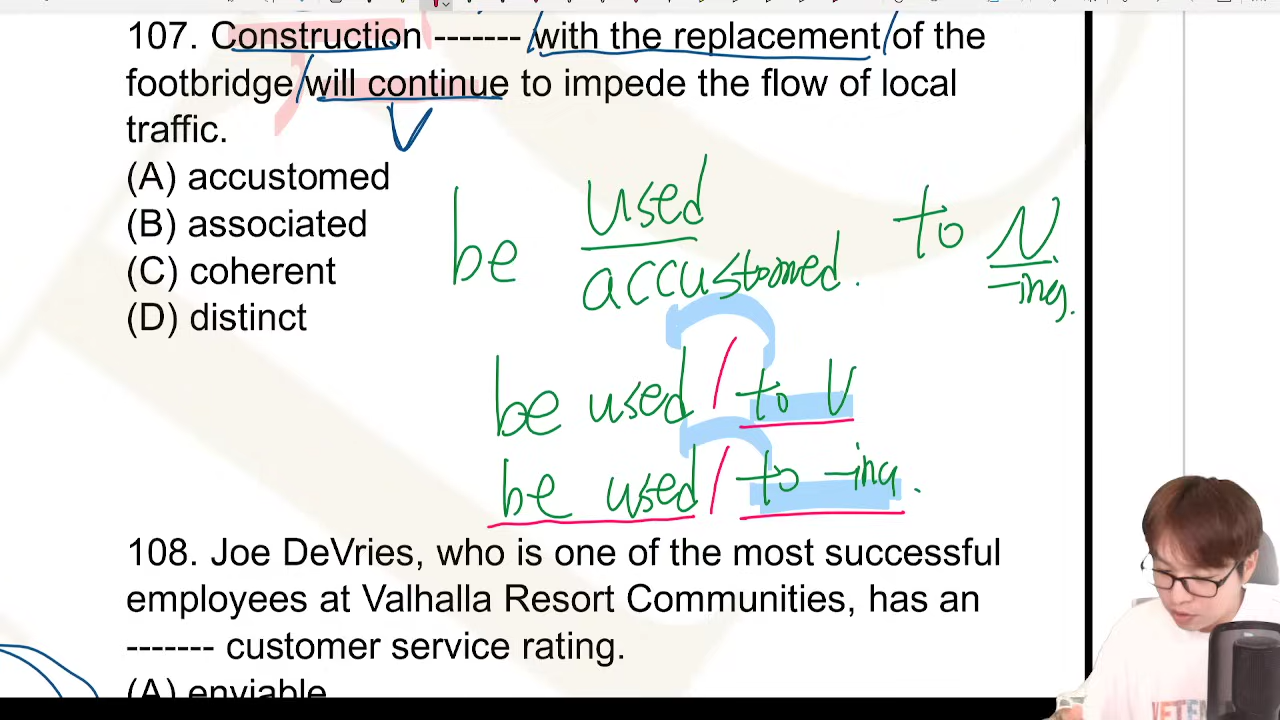 107. Construction ------- with the replacement of the
footbridge will continue to impede the flow of local
traffic.
V
(A) accustomed
(B) associated
(C) coherent
(D) distinct
be used to N
accustomed. -ing.
be used / to V
be used / to -ing.
108. Joe DeVries, who is one of the most successful
employees at Valhalla Resort Communities, has an
------- customer service rating.
(A) enviable